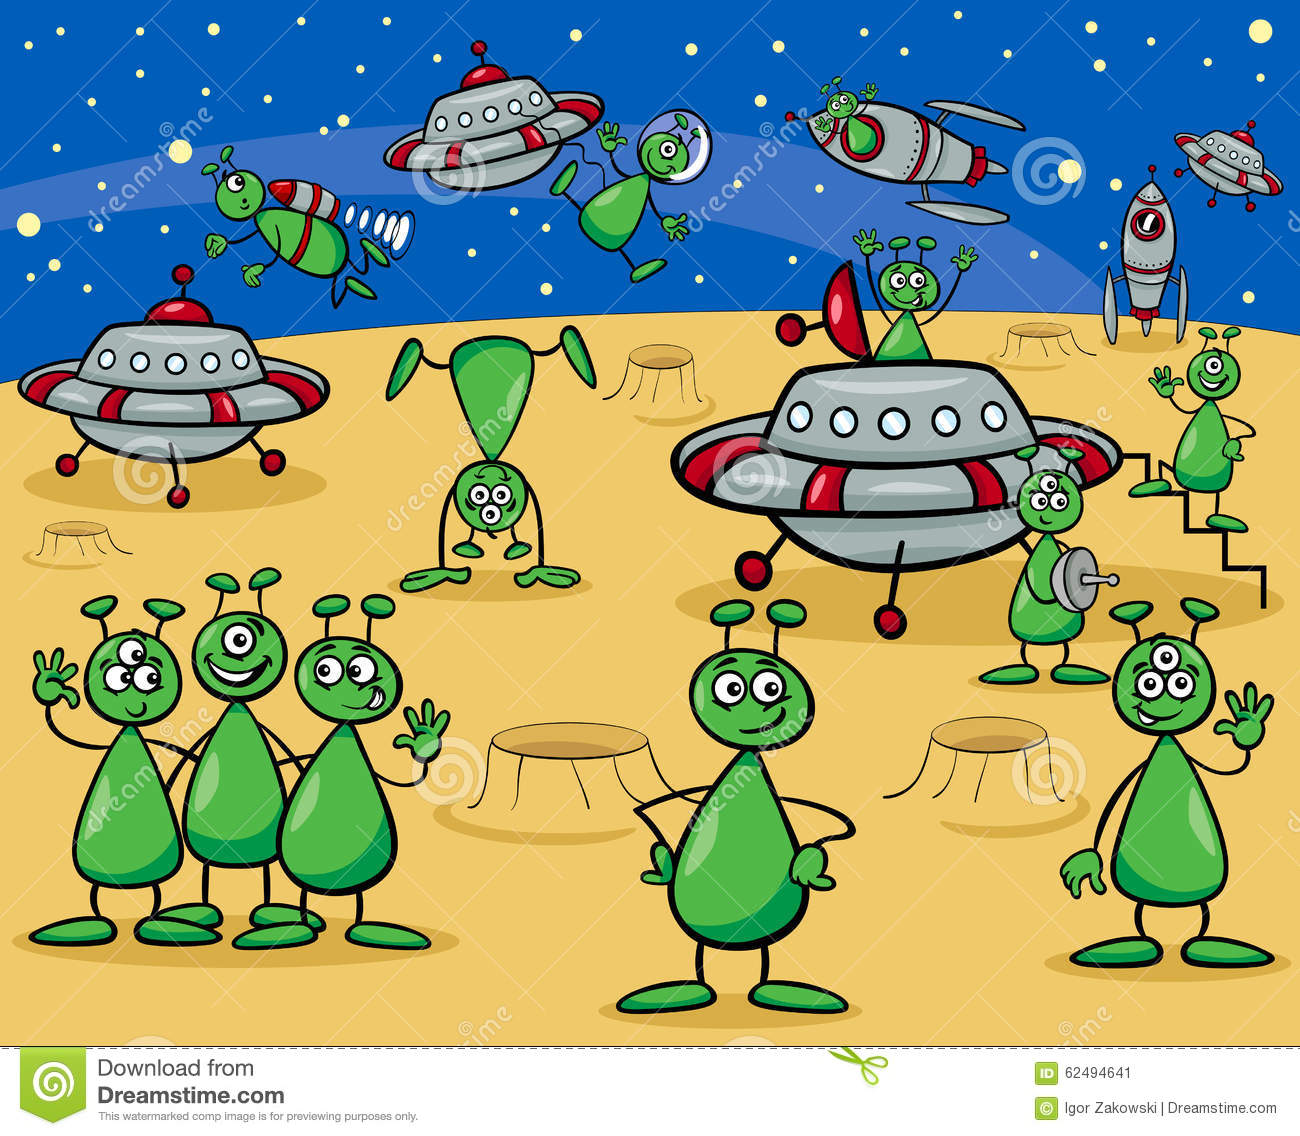 Download from
Dreamstime.com
This watermarked comp image is for previewing purposes only.
ID 62494641
© Igor Zakowski | Dreamstime.com